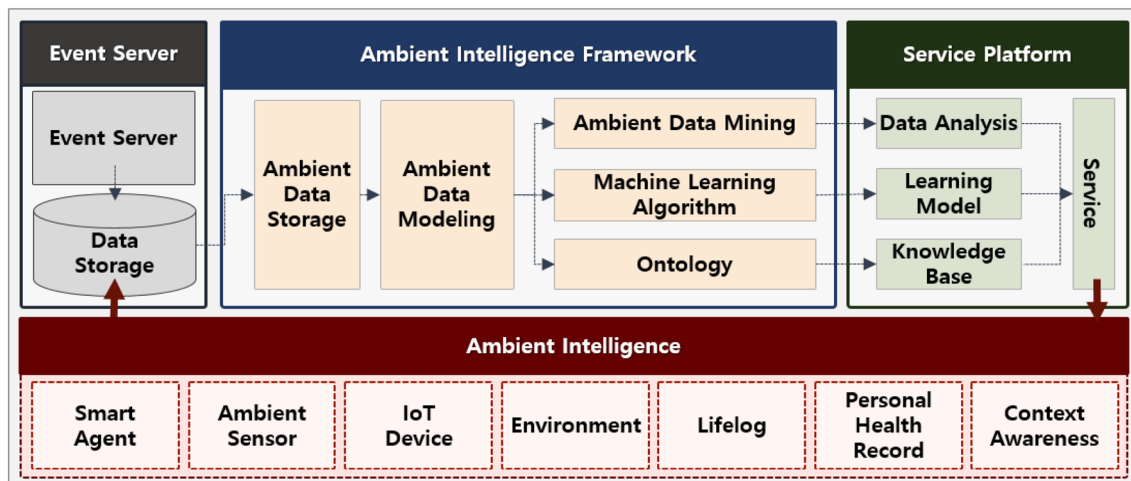 Event Server
Ambient Intelligence Framework
Service Platform
Event Server
Data
Storage
Ambient
Data
Storage
Ambient
Data
Modeling
Ambient Data Mining
Machine Learning
Algorithm
Ontology
Data Analysis
Learning
Model
Knowledge
Base
Service
Ambient Intelligence
Smart
Agent
Ambient
Sensor
IoT
Device
Environment
Lifelog
Personal
Health
Record
Context
Awareness